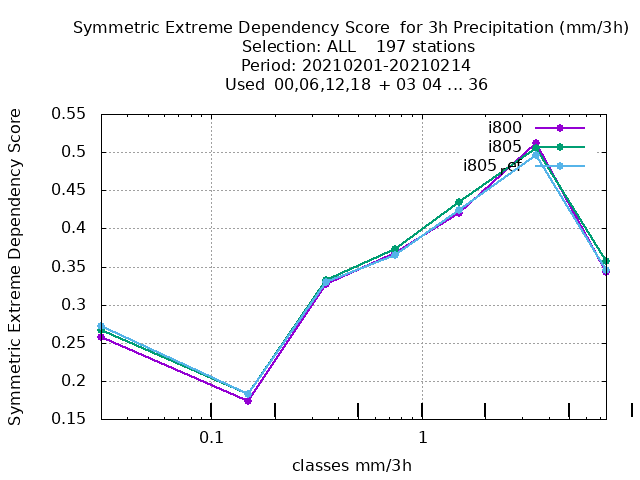 Symmetric Extreme Dependency Score  for 3h Precipitation (mm/3h)
Selection: ALL    197 stations
Period: 20210201-20210214
Used  00,06,12,18  + 03 04 ... 36
Symmetric Extreme Dependency Score
0.55
0.5
0.45
0.4
0.35
0.3
0.25
0.2
0.15
i800
i805
i805_ef
0.1
1
classes mm/3h